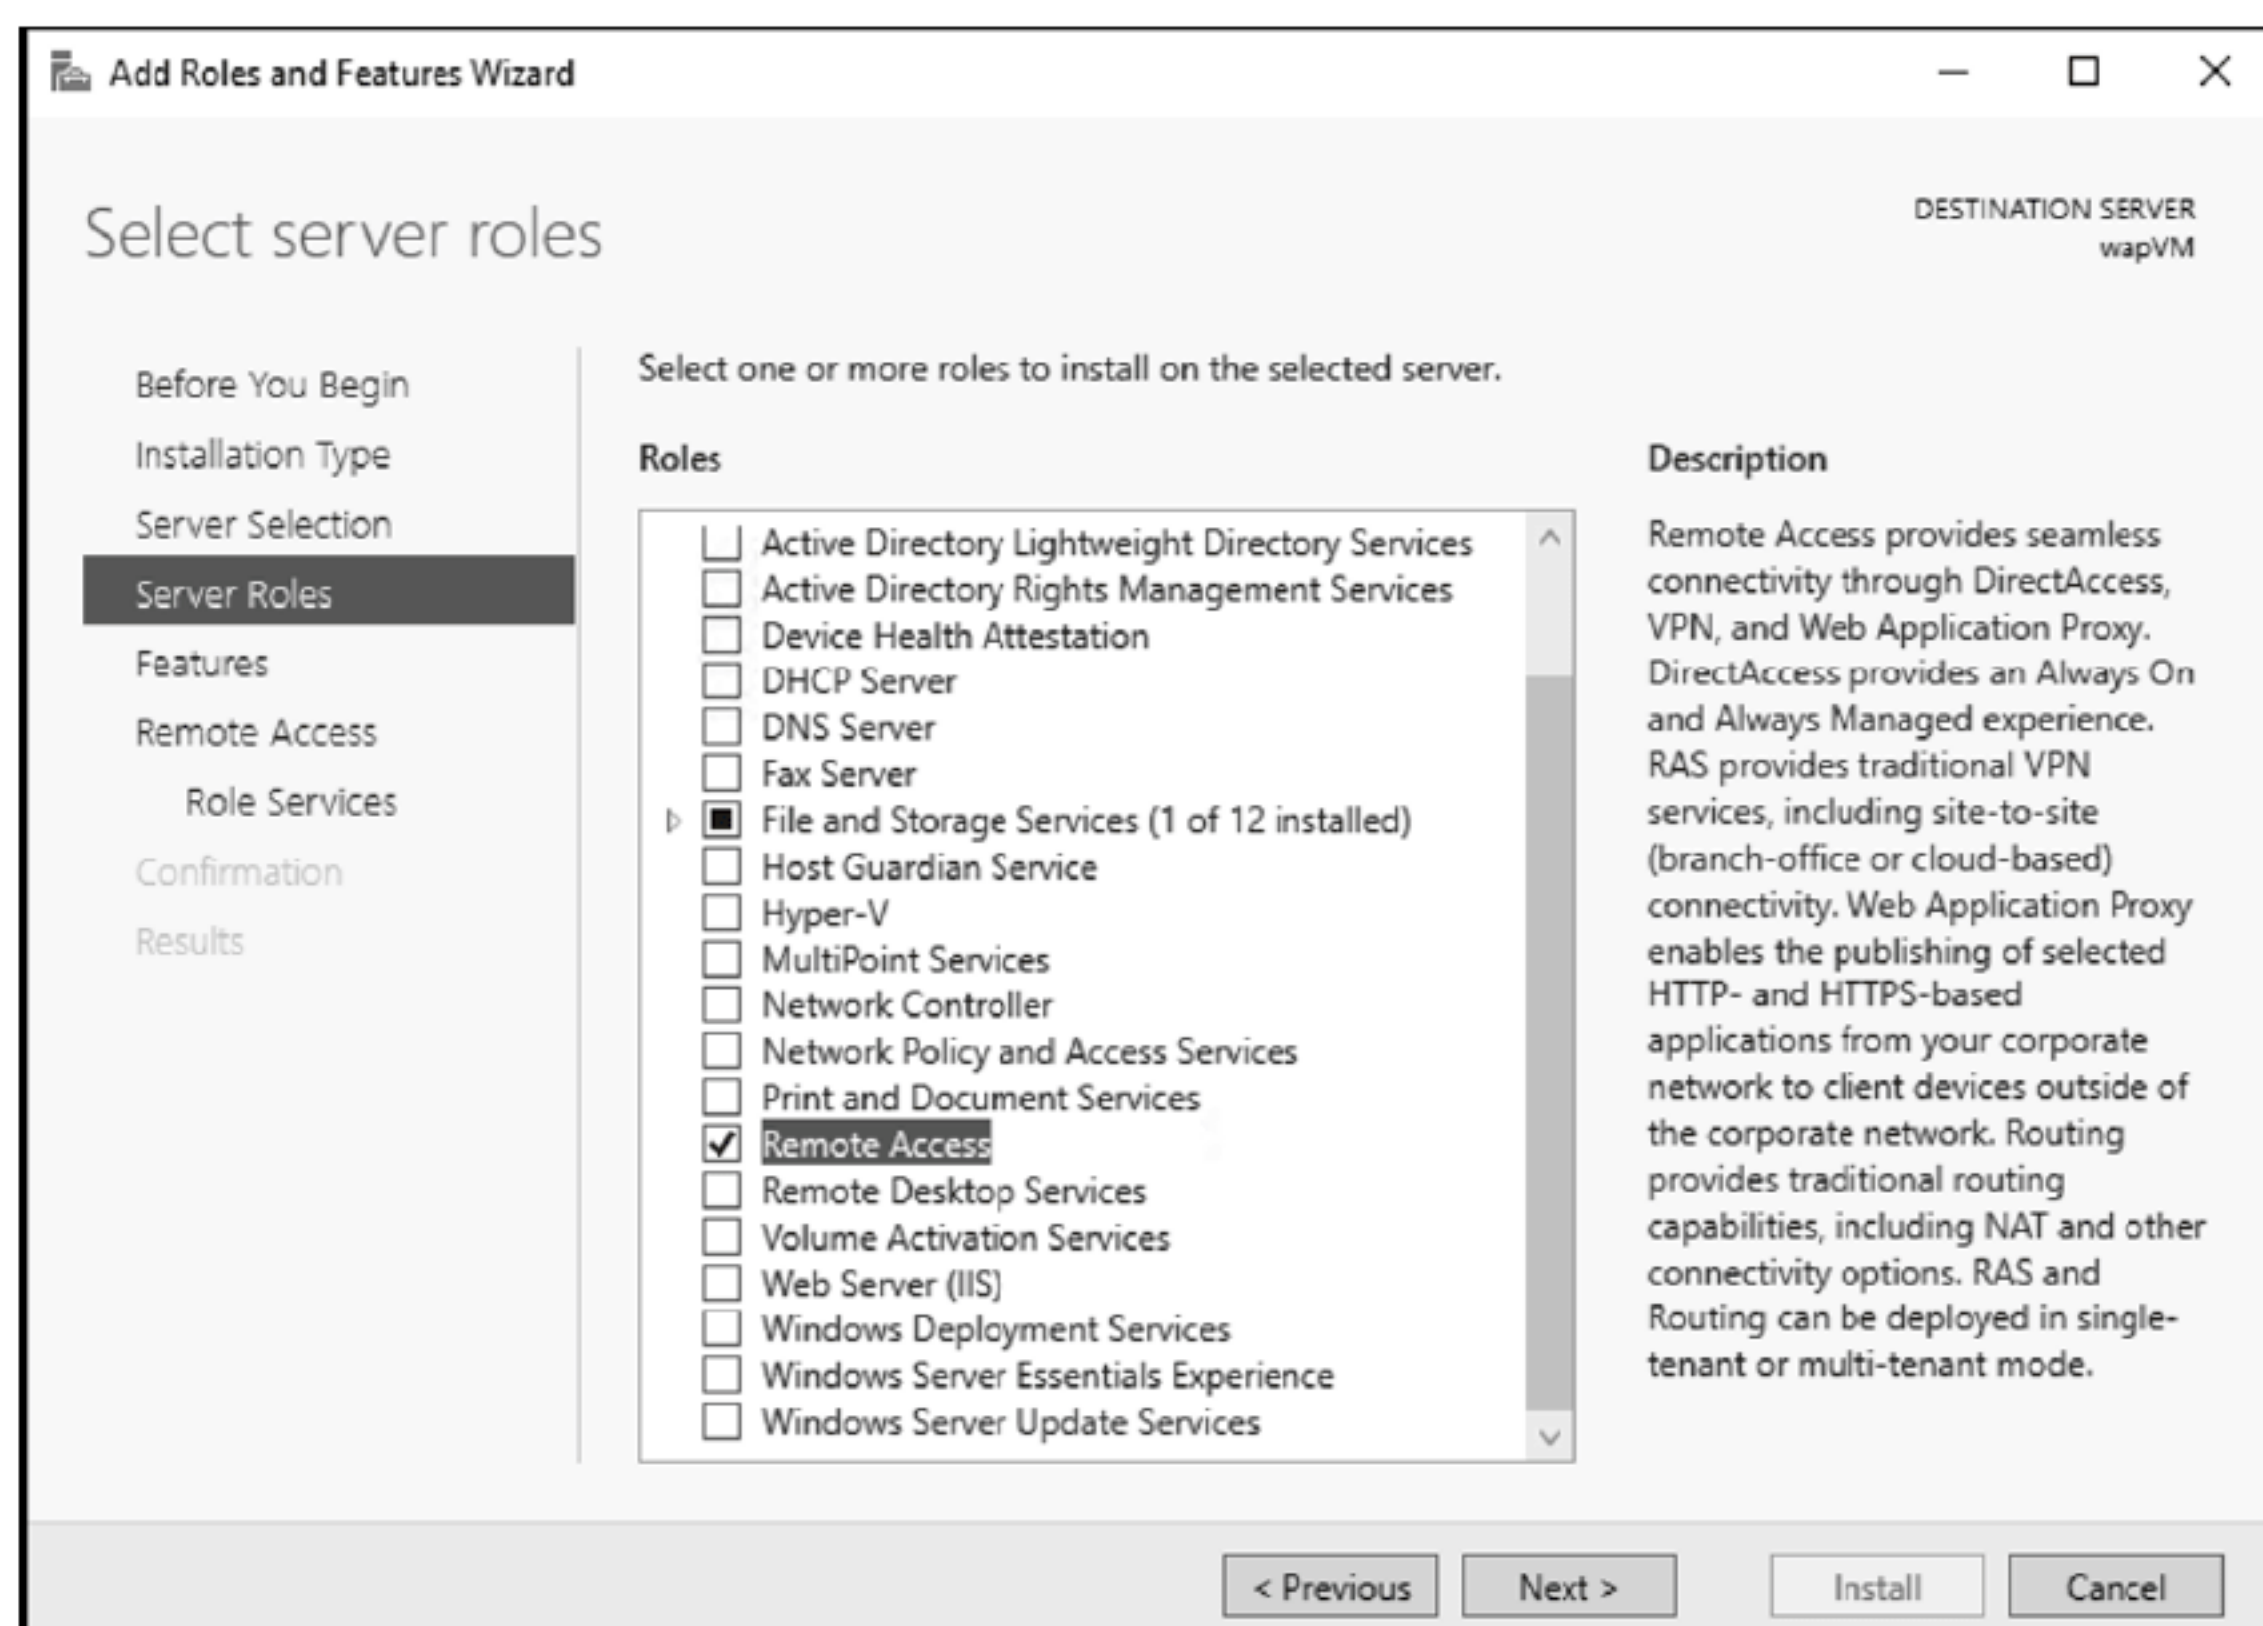 Add Roles and Features Wizard
Select server roles
DESTINATION SERVER
wapVM
Before You Begin
Installation Type
Server Selection
Server Roles
Features
Remote Access
Role Services
Confirmation
Results
Select one or more roles to install on the selected server.
Roles
Active Directory Lightweight Directory Services
Active Directory Rights Management Services
Device Health Attestation
DHCP Server
DNS Server
Fax Server
File and Storage Services (1 of 12 installed)
Host Guardian Service
Hyper-V
MultiPoint Services
Network Controller
Network Policy and Access Services
Print and Document Services
Remote Access
Remote Desktop Services
Volume Activation Services
Web Server (IIS)
Windows Deployment Services
Windows Server Essentials Experience
Windows Server Update Services
Description
Remote Access provides seamless
connectivity through DirectAccess,
VPN, and Web Application Proxy.
DirectAccess provides an Always On
and Always Managed experience.
RAS provides traditional VPN
services, including site-to-site
(branch-office or cloud-based)
connectivity. Web Application Proxy
enables the publishing of selected
HTTP- and HTTPS-based
applications from your corporate
network to client devices outside of
the corporate network. Routing
provides traditional routing
capabilities, including NAT and other
connectivity options. RAS and
Routing can be deployed in single-
tenant or multi-tenant mode.
< Previous
Next >
Install
Cancel